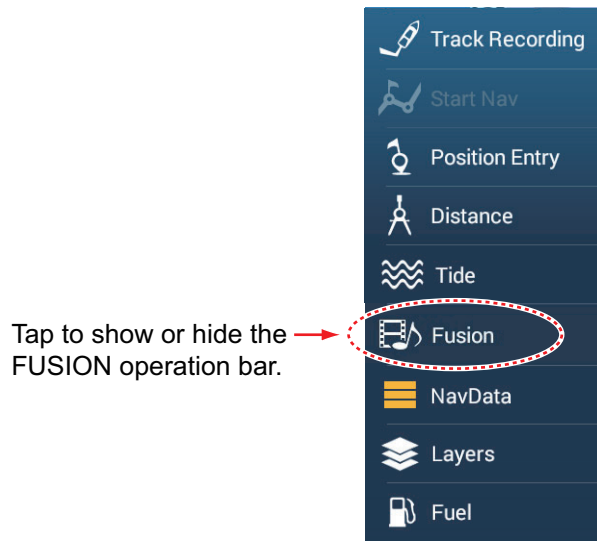 Track Recording
Start Nav
Position Entry
Distance
Tide
Tap to show or hide the
FUSION operation bar.
Fusion
NavData
Layers
Fuel